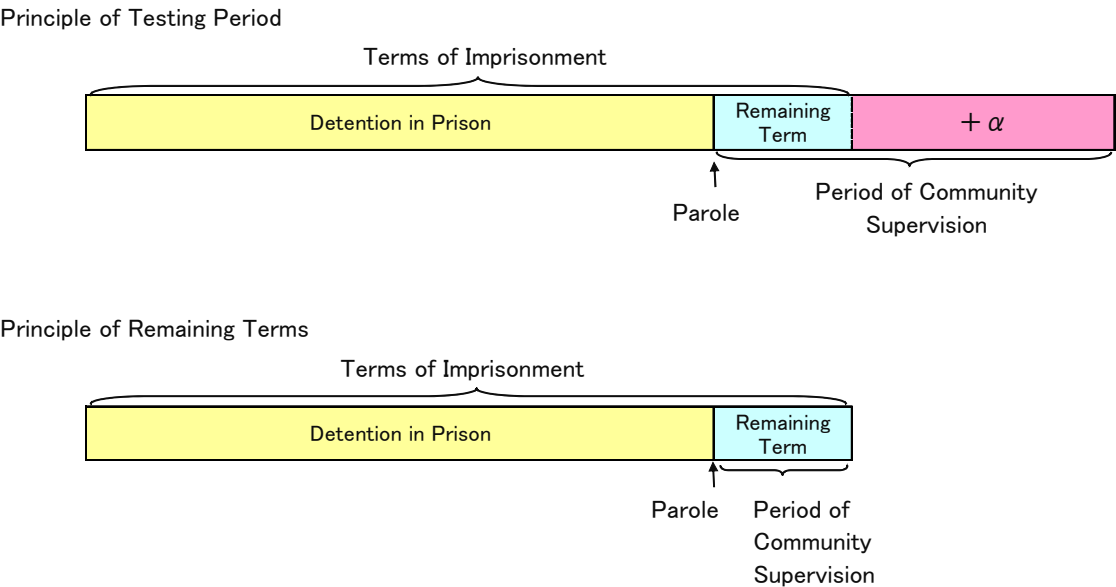 Principle of Testing Period
Terms of Imprisonment
Detention in Prison
Remaining
Term
+ α
Parole
Period of Community
Supervision
Principle of Remaining Terms
Terms of Imprisonment
Detention in Prison
Remaining
Term
Parole
Period of
Community
Supervision